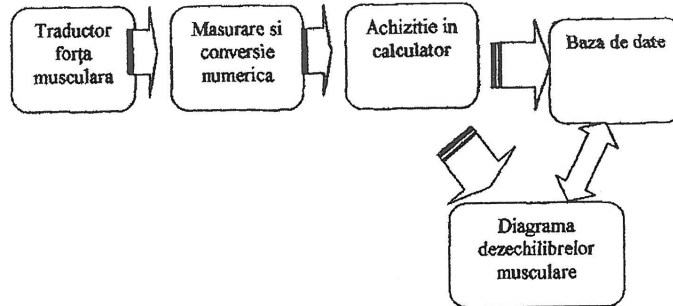 Traductor
forța
musculara
Masurare si
conversie
numerica
Achizitie in
calculator
Baza de date
Diagrama
dezechilibrelor
musculare